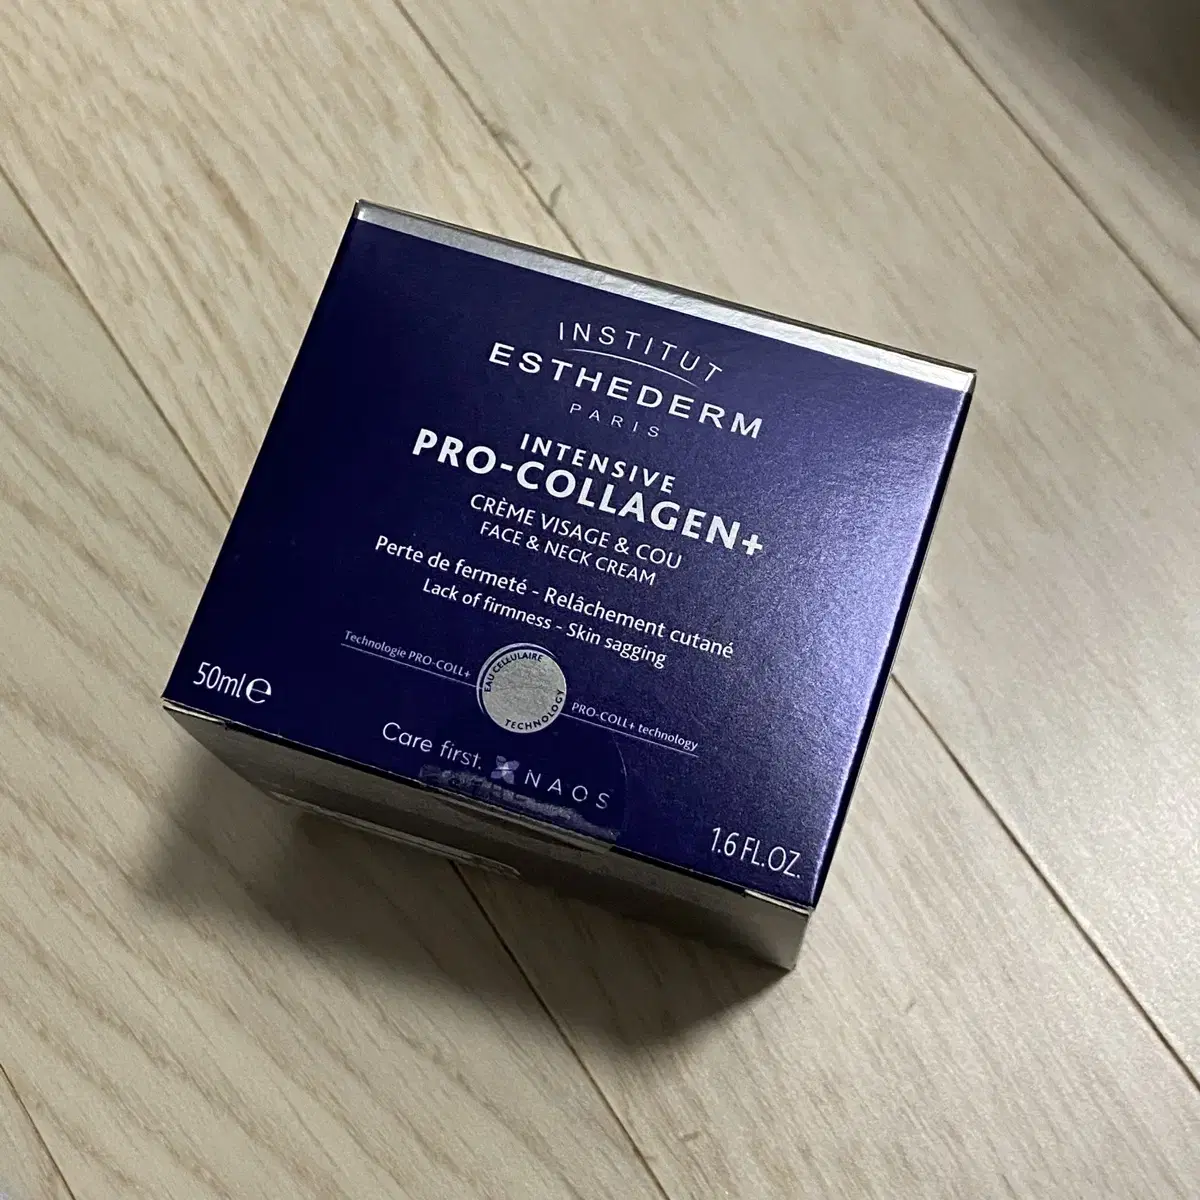 INSTITUT
ESTHEDERM
PARIS
INTENSIVE
PRO-COLLAGEN+
CRÈME VISAGE & COU
FACE & NECK CREAM
Perte de fermeté - Relâchement cutané
Lack of firmness - Skin sagging
Technologie PRO-COLL+
EAU CELLULAIRE
TECHNOLOGY
PRO-COLL+ technology
50ml℮
Care first.
NAOS
1.6 FL.OZ.